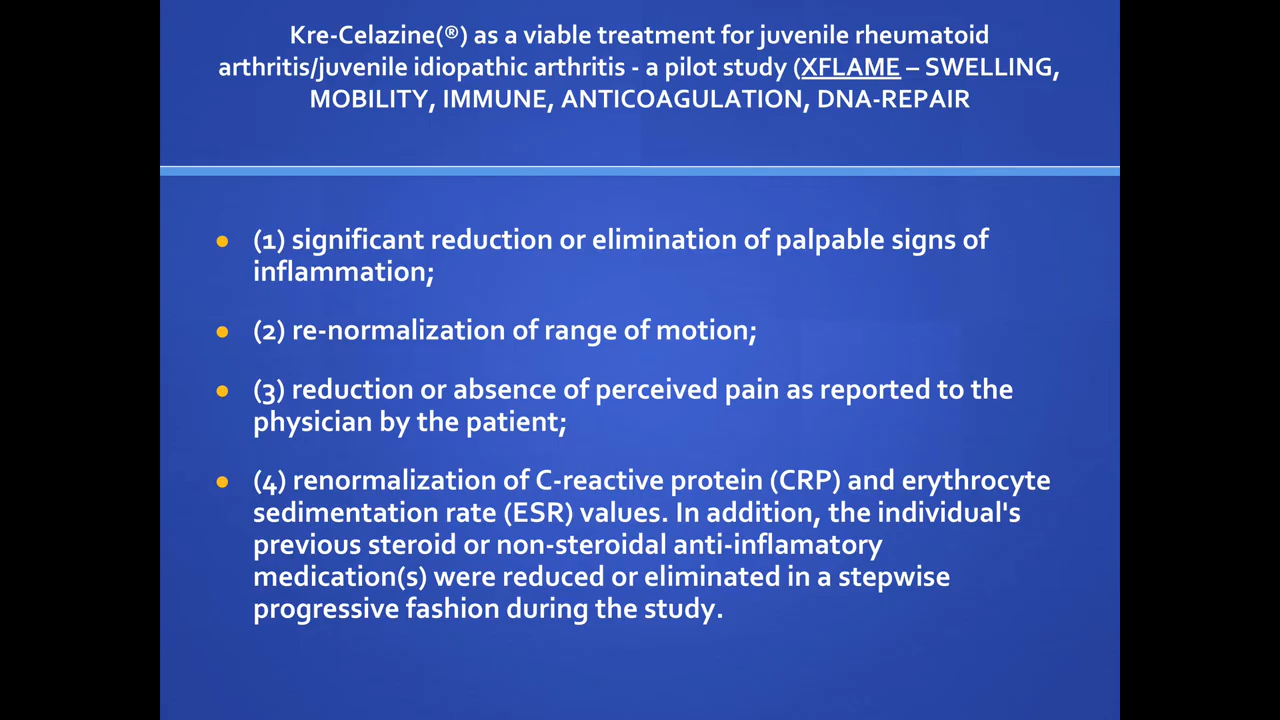 Kre-Celazine(®) as a viable treatment for juvenile rheumatoid
arthritis/juvenile idiopathic arthritis - a pilot study (XFLAME – SWELLING,
MOBILITY, IMMUNE, ANTICOAGULATION, DNA-REPAIR
(1) significant reduction or elimination of palpable signs of
inflammation;
(2) re-normalization of range of motion;
(3) reduction or absence of perceived pain as reported to the
physician by the patient;
(4) renormalization of C-reactive protein (CRP) and erythrocyte
sedimentation rate (ESR) values. In addition, the individual's
previous steroid or non-steroidal anti-inflamatory
medication(s) were reduced or eliminated in a stepwise
progressive fashion during the study.